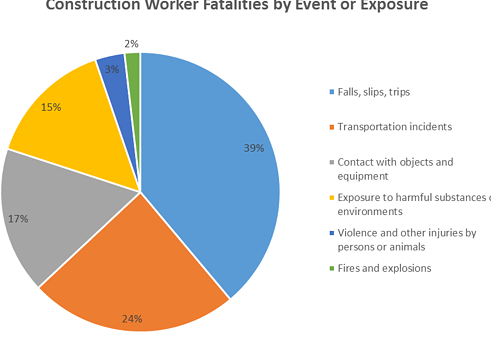 Construction Worker Fatalities by Event or Exposure
2%
3%
15%
39%
17%
24%
Falls, slips, trips
Transportation incidents
Contact with objects and
equipment
Exposure to harmful substances o
environments
Violence and other injuries by
persons or animals
Fires and explosions